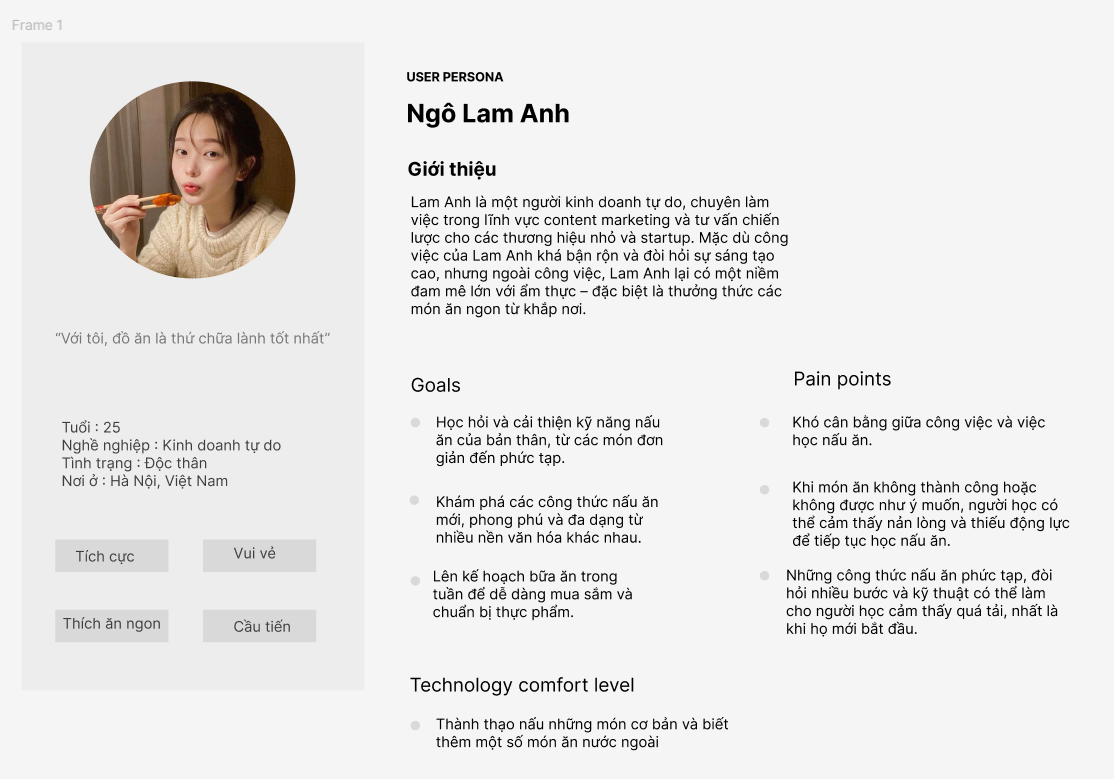 Frame 1
USER PERSONA
Ngô Lam Anh
Giới thiệu
Lam Anh là một người kinh doanh tự do, chuyên làm
việc trong lĩnh vực content marketing và tư vấn chiến
lược cho các thương hiệu nhỏ và startup. Mặc dù công
việc của Lam Anh khá bận rộn và đòi hỏi sự sáng tạo
cao, nhưng ngoài công việc, Lam Anh lại có một niềm
đam mê lớn với ẩm thực – đặc biệt là thưởng thức các
món ăn ngon từ khắp nơi.
“Với tôi, đồ ăn là thứ chữa lành tốt nhất”
Tuổi : 25
Nghề nghiệp : Kinh doanh tự do
Tình trạng : Độc thân
Nơi ở : Hà Nội, Việt Nam
Tích cực
Vui vẻ
Thích ăn ngon
Cầu tiến
Goals
Học hỏi và cải thiện kỹ năng nấu
ăn của bản thân, từ các món đơn
giản đến phức tạp.
Khám phá các công thức nấu ăn
mới, phong phú và đa dạng từ
nhiều nền văn hóa khác nhau.
Lên kế hoạch bữa ăn trong
tuần để dễ dàng mua sắm và
chuẩn bị thực phẩm.
Pain points
Khó cân bằng giữa công việc và việc
học nấu ăn.
Khi món ăn không thành công hoặc
không được như ý muốn, người học có
thể cảm thấy nản lòng và thiếu động lực
để tiếp tục học nấu ăn.
Những công thức nấu ăn phức tạp, đòi
hỏi nhiều bước và kỹ thuật có thể làm
cho người học cảm thấy quá tải, nhất là
khi họ mới bắt đầu.
Technology comfort level
Thành thạo nấu những món cơ bản và biết
thêm một số món ăn nước ngoài